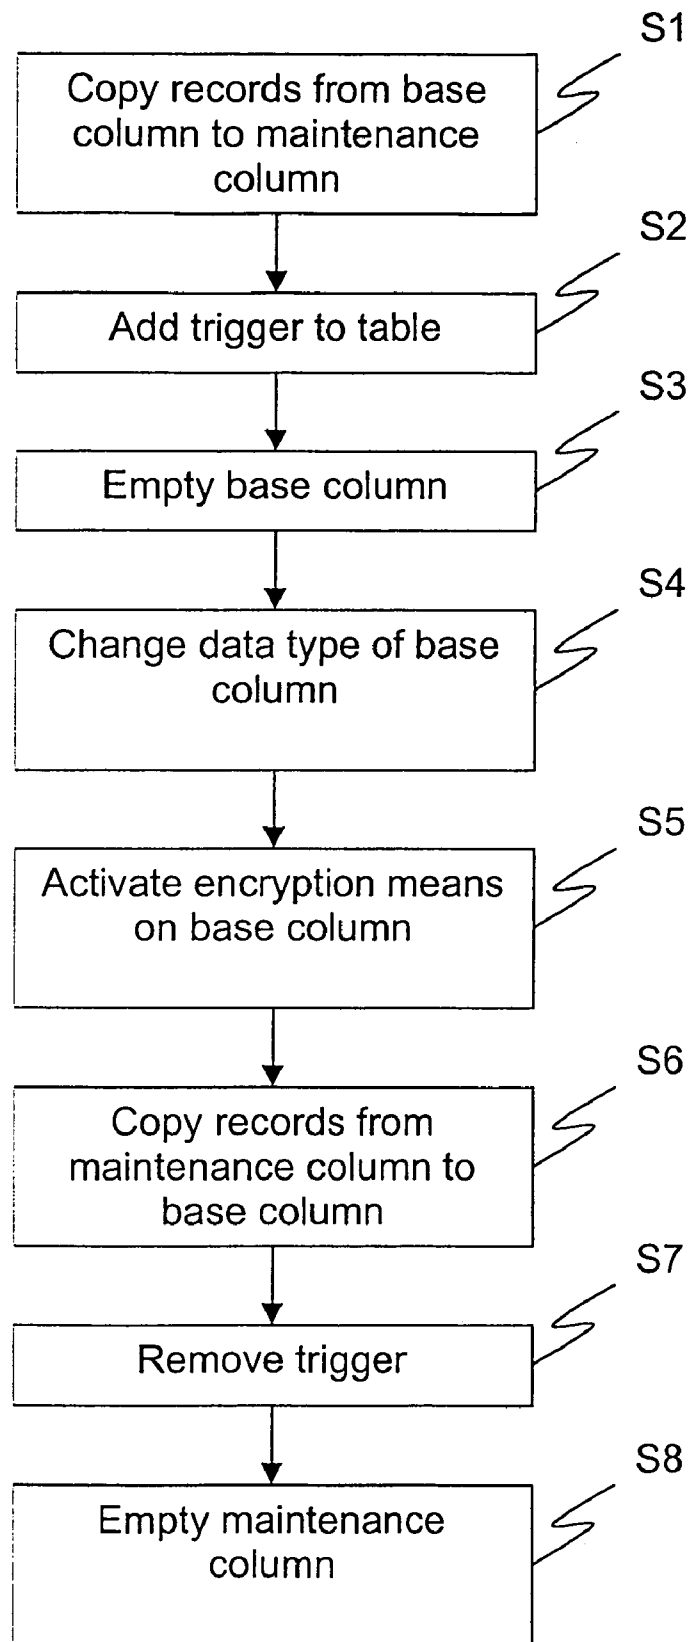 S1
Copy records from base
column to maintenance
column
S2
Add trigger to table
S3
Empty base column
S4
Change data type of base
column
S5
Activate encryption means
on base column
S6
Copy records from
maintenance column to
base column
S7
Remove trigger
S8
Empty maintenance
column